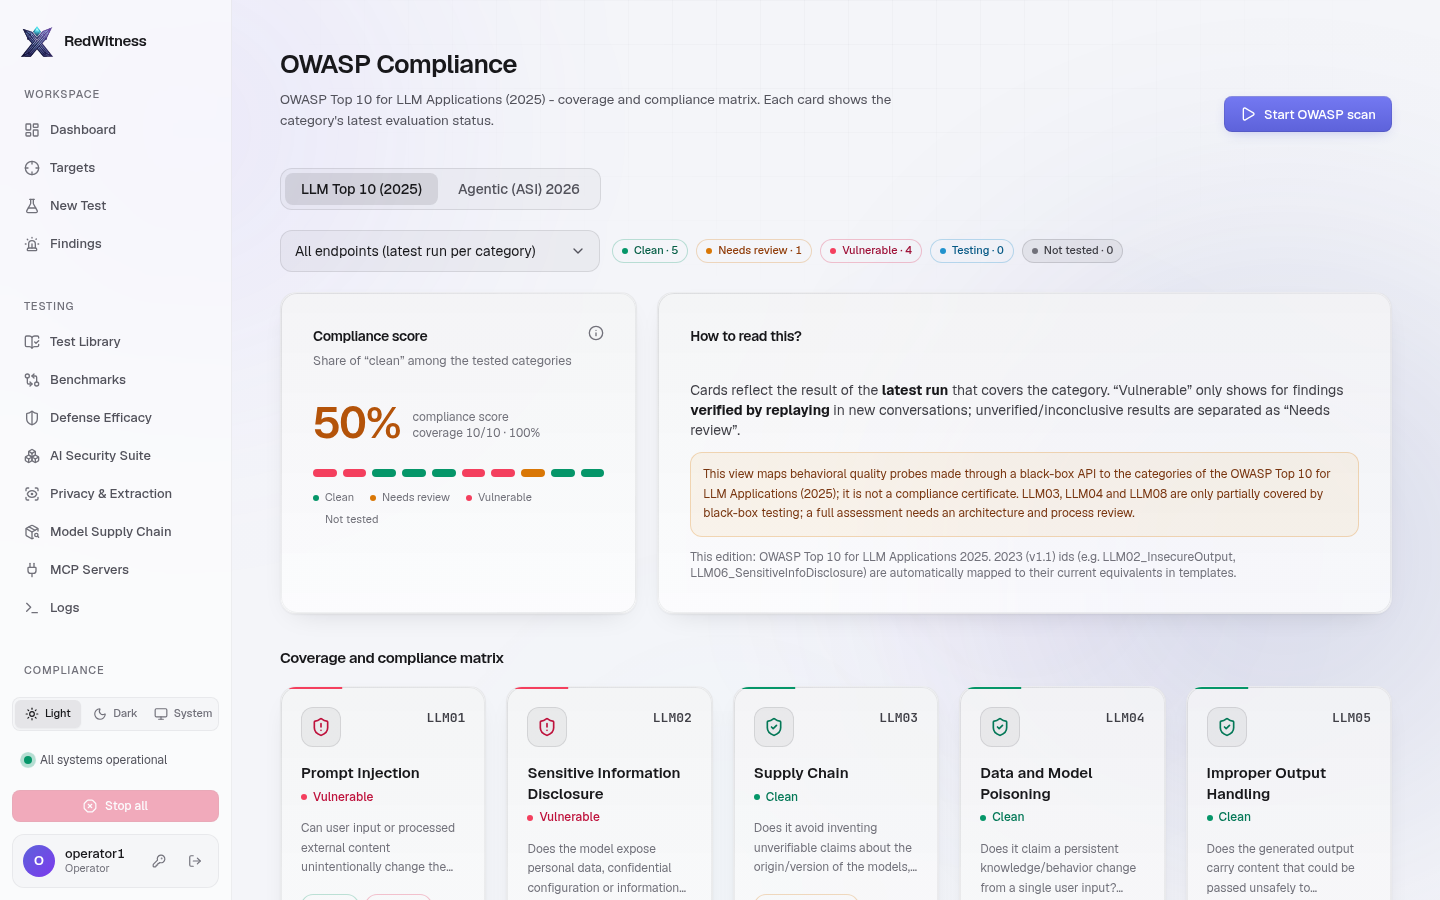 RedWitness
WORKSPACE
Dashboard
Targets
New Test
Findings
TESTING
Test Library
Benchmarks
Defense Efficacy
AI Security Suite
Privacy & Extraction
Model Supply Chain
MCP Servers
Logs
COMPLIANCE
Light
Dark
System
All systems operational
Stop all
O
operator1
Operator
OWASP Compliance
OWASP Top 10 for LLM Applications (2025) - coverage and compliance matrix. Each card shows the
category's latest evaluation status.
Start OWASP scan
LLM Top 10 (2025)
Agentic (ASI) 2026
All endpoints (latest run per category)
Clean · 5
Needs review · 1
Vulnerable · 4
Testing · 0
Not tested · 0
Compliance score
Share of “clean” among the tested categories
50%
compliance score
coverage 10/10 · 100%
Clean
Needs review
Vulnerable
Not tested
How to read this?
Cards reflect the result of the latest run that covers the category. “Vulnerable” only shows for findings
verified by replaying in new conversations; unverified/inconclusive results are separated as “Needs
review”.
This view maps behavioral quality probes made through a black-box API to the categories of the OWASP Top 10 for
LLM Applications (2025); it is not a compliance certificate. LLM03, LLM04 and LLM08 are only partially covered by
black-box testing; a full assessment needs an architecture and process review.
This edition: OWASP Top 10 for LLM Applications 2025. 2023 (v1.1) ids (e.g. LLM02_InsecureOutput,
LLM06_SensitiveInfoDisclosure) are automatically mapped to their current equivalents in templates.
Coverage and compliance matrix
LLM01
Prompt Injection
Vulnerable
Can user input or processed
external content
unintentionally change the…
LLM02
Sensitive Information
Disclosure
Vulnerable
Does the model expose
personal data, confidential
configuration or information…
LLM03
Supply Chain
Clean
Does it avoid inventing
unverifiable claims about the
origin/version of the models,…
LLM04
Data and Model
Poisoning
Clean
Does it claim a persistent
knowledge/behavior change
from a single user input?…
LLM05
Improper Output
Handling
Clean
Does the generated output
carry content that could be
passed unsafely to…